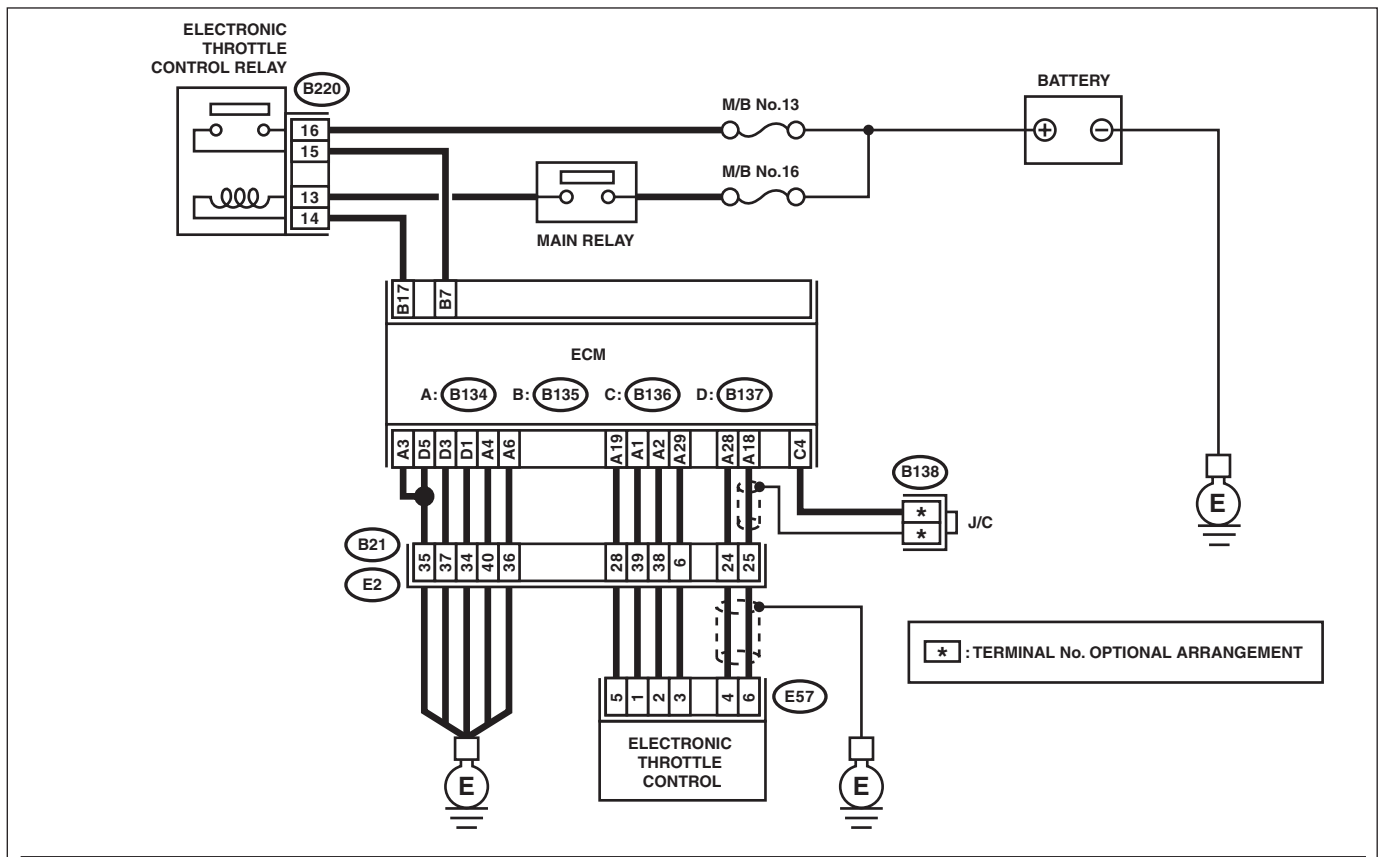 ELECTRONIC
THROTTLE
CONTROL RELAY
B220
16
15
13
14
M/B No.13
M/B No.16
MAIN RELAY
BATTERY
+
−
E
B17
B7
ECM
A: B134 B: B135 C: B136 D: B137
A3 D5 D3 D1 A4 A6 A19 A1 A2 A29 A28 A18 C4
B138
*
*
J/C
B21
E2
35 37 34 40 36 28 39 38 6 24 25
* : TERMINAL No. OPTIONAL ARRANGEMENT
5 1 2 3 4 6
E57
ELECTRONIC
THROTTLE
CONTROL
E
E